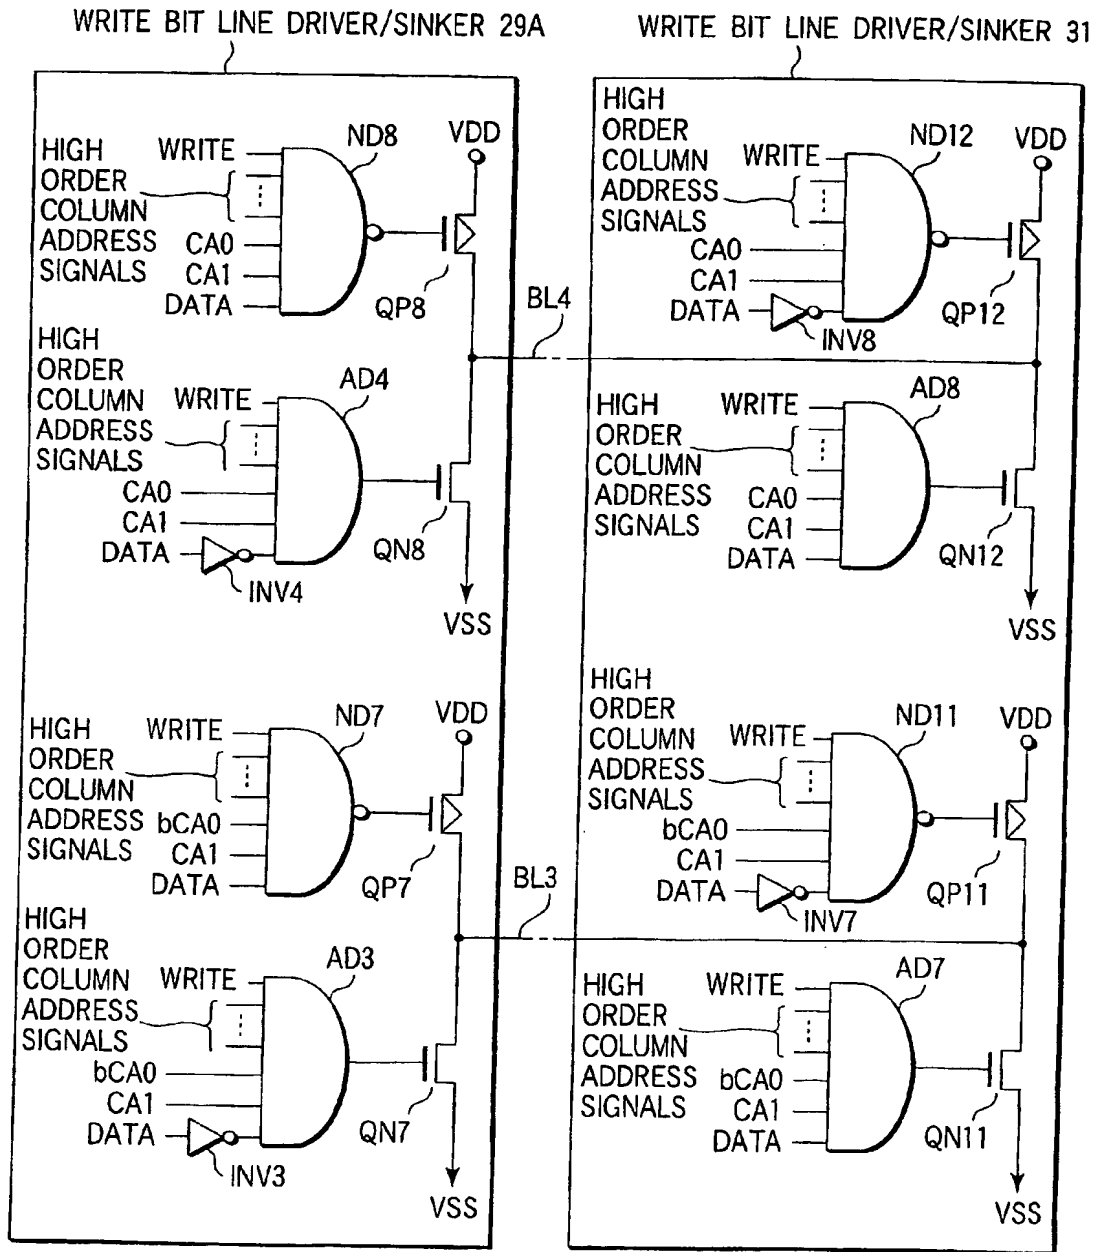 WRITE BIT LINE DRIVER/SINKER 29A
HIGH
ORDER
COLUMN
ADDRESS
SIGNALS
WRITE
CA0
CA1
DATA
ND8
VDD
QP8
BL4
HIGH
ORDER
COLUMN
ADDRESS
SIGNALS
WRITE
CA0
CA1
DATA
INV4
AD4
QN8
VSS
HIGH
ORDER
COLUMN
ADDRESS
SIGNALS
WRITE
bCA0
CA1
DATA
ND7
VDD
QP7
BL3
HIGH
ORDER
COLUMN
ADDRESS
SIGNALS
WRITE
bCA0
CA1
DATA
INV3
AD3
QN7
VSS
WRITE BIT LINE DRIVER/SINKER 31
HIGH
ORDER
COLUMN
ADDRESS
SIGNALS
WRITE
CA0
CA1
DATA
INV8
ND12
VDD
QP12
HIGH
ORDER
COLUMN
ADDRESS
SIGNALS
WRITE
CA0
CA1
DATA
AD8
QN12
VSS
HIGH
ORDER
COLUMN
ADDRESS
SIGNALS
WRITE
bCA0
CA1
DATA
INV7
ND11
VDD
QP11
HIGH
ORDER
COLUMN
ADDRESS
SIGNALS
WRITE
bCA0
CA1
DATA
AD7
QN11
VSS